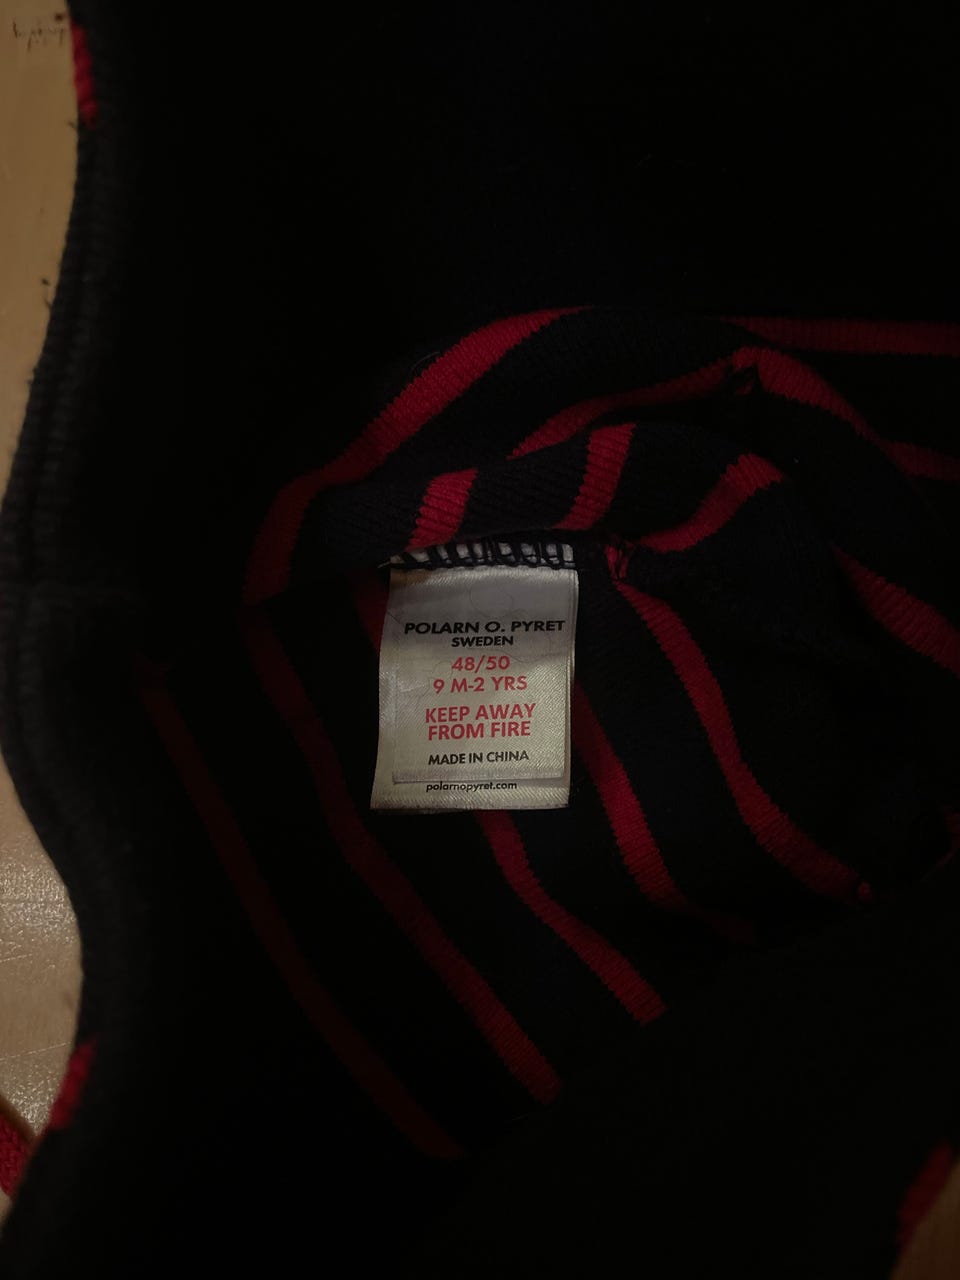 POLARN O. PYRET
SWEDEN
48/50
9 M-2 YRS
KEEP AWAY
FROM FIRE
MADE IN CHINA
polarnopyret.com